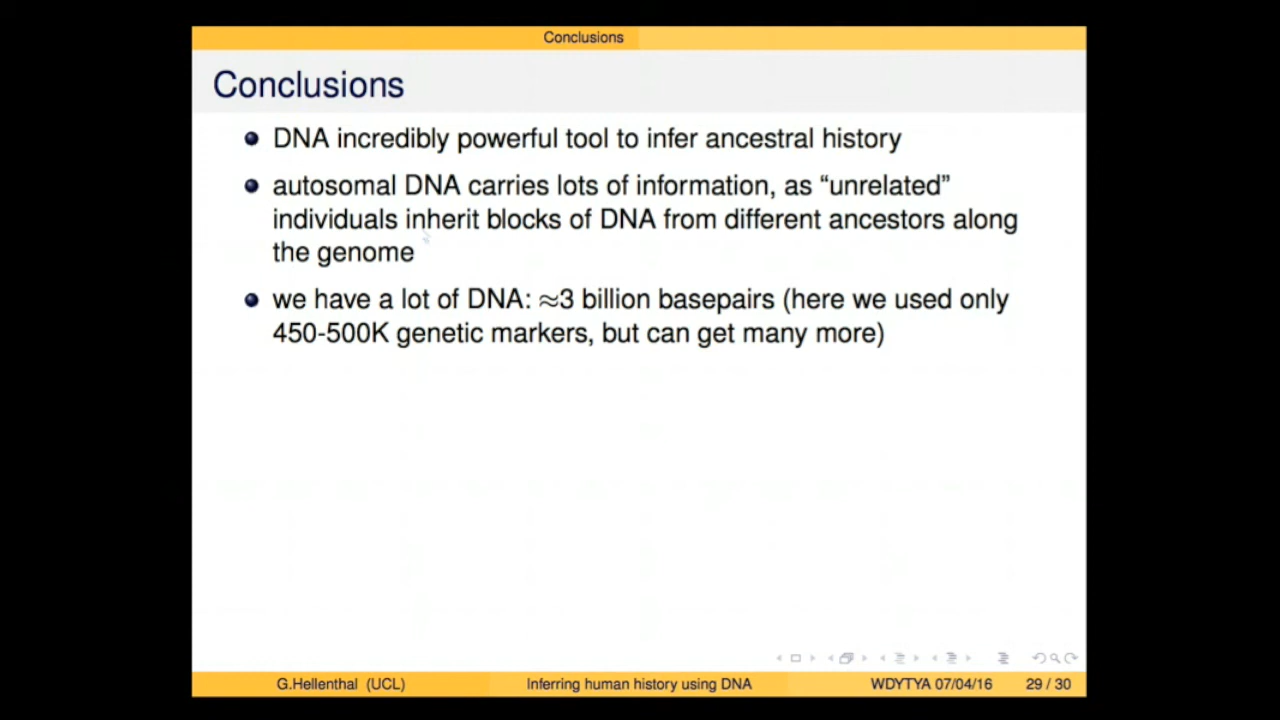 Conclusions
Conclusions
DNA incredibly powerful tool to infer ancestral history
autosomal DNA carries lots of information, as “unrelated”
individuals inherit blocks of DNA from different ancestors along
the genome
we have a lot of DNA: ≈3 billion basepairs (here we used only
450-500K genetic markers, but can get many more)
G.Hellenthal (UCL) Inferring human history using DNA WDYTYA 07/04/16 29 / 30